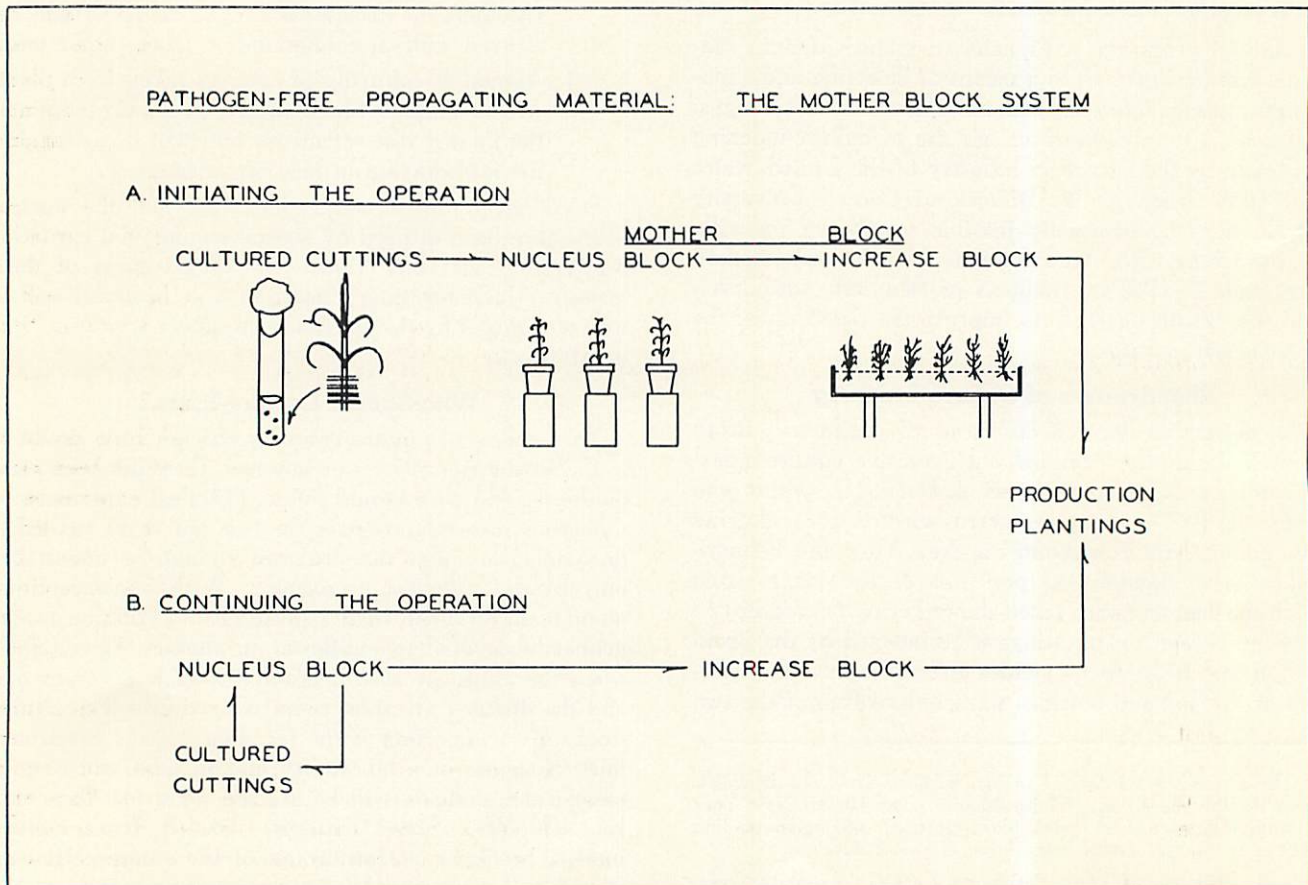 PATHOGEN-FREE PROPAGATING MATERIAL: THE MOTHER BLOCK SYSTEM
A. INITIATING THE OPERATION
MOTHER BLOCK
CULTURED CUTTINGS NUCLEUS BLOCK INCREASE BLOCK
PRODUCTION
PLANTINGS
B. CONTINUING THE OPERATION
NUCLEUS BLOCK INCREASE BLOCK
CULTURED
CUTTINGS